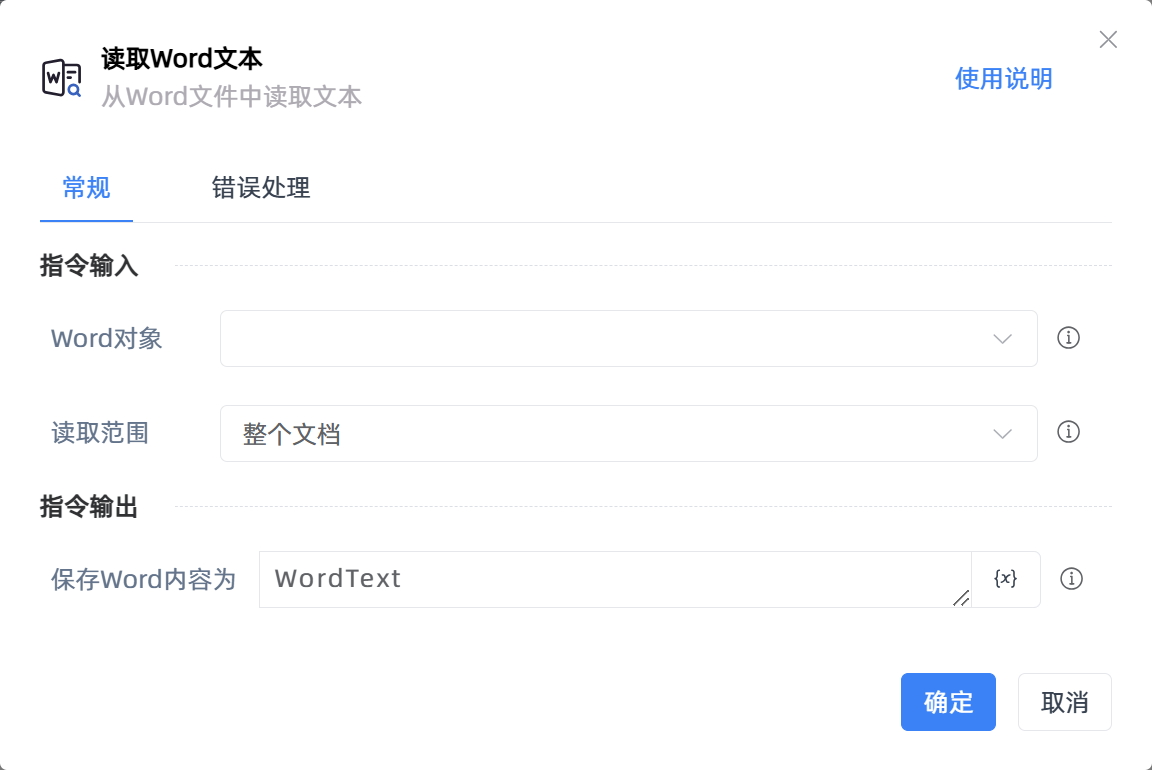 读取Word文本
从Word文件中读取文本
使用说明
常规
错误处理
指令输入
Word对象
读取范围
整个文档
指令输出
保存Word内容为
WordText
{x}
确定
取消